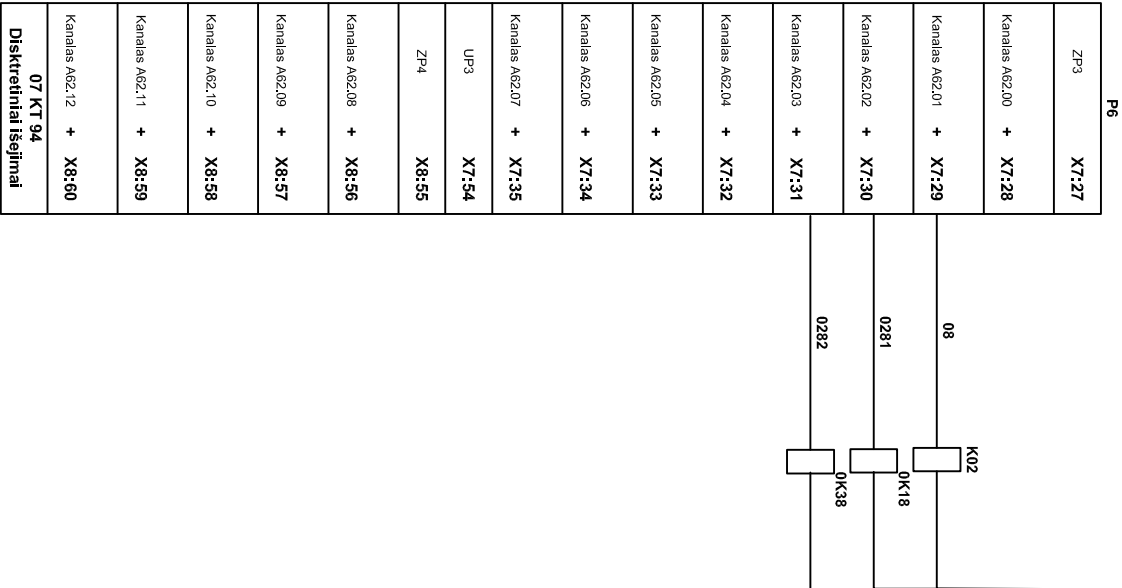 P6
ZP3 X7:27
Kanalas A62.00 + X7:28
Kanalas A62.01 + X7:29
Kanalas A62.02 + X7:30
Kanalas A62.03 + X7:31
Kanalas A62.04 + X7:32
Kanalas A62.05 + X7:33
Kanalas A62.06 + X7:34
Kanalas A62.07 + X7:35
UP3 X7:54
ZP4 X8:55
Kanalas A62.08 + X8:56
Kanalas A62.09 + X8:57
Kanalas A62.10 + X8:58
Kanalas A62.11 + X8:59
Kanalas A62.12 + X8:60
07 KT 94
Disktretiniai išejimai
08
0281
0282
K02
0K18
0K38